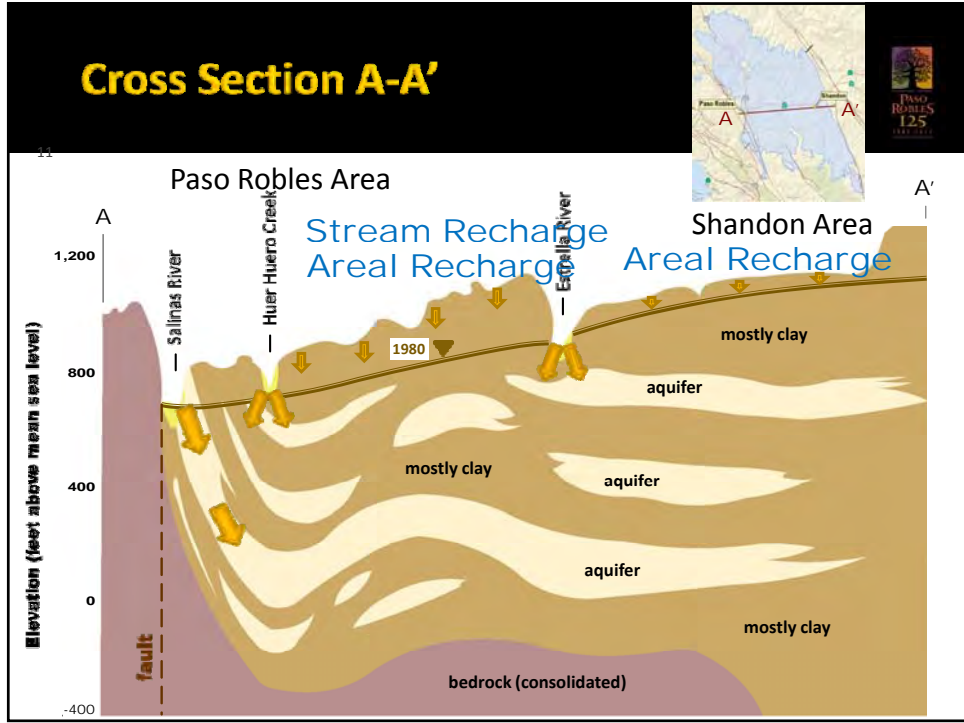 Cross Section A-A'
Paso Robles
Shandon
A
A'
PASO
ROBLES
125
11
Paso Robles Area
A
A'
Salinas River
Huer Huero Creek
Stream Recharge
Areal Recharge
Estrella River
Shandon Area
Areal Recharge
Elevation (feet above mean sea level)
1,200
800
400
0
-400
1980
mostly clay
aquifer
mostly clay
aquifer
aquifer
mostly clay
fault
bedrock (consolidated)